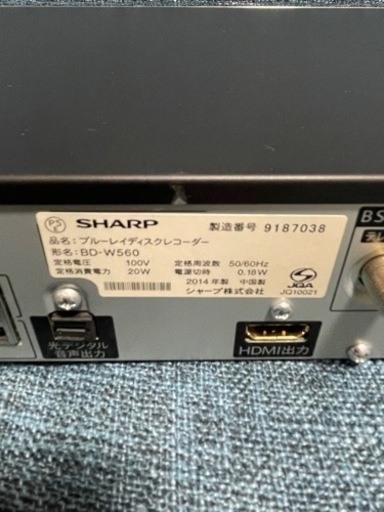 PS
SHARP
製造番号 9187038
品名：ブルーレイディスクレコーダー
形名：BD-W560
定格電圧 100V 定格周波数 50/60Hz
定格消費電力 20W 電源切時 0.18W
2014年製 中国製
シャープ株式会社
JQA
JQ10021
BS
光デジタル
音声出力
HDMI出力